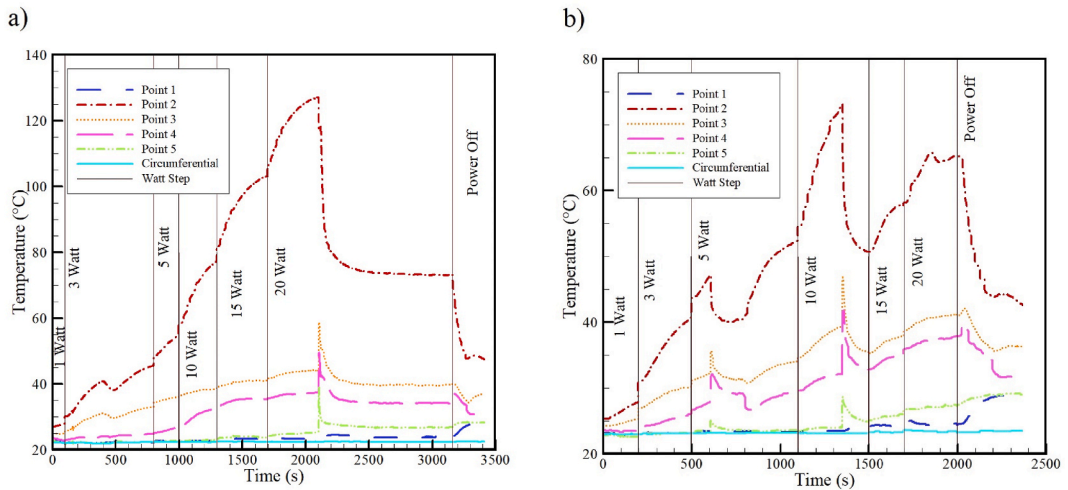 a)
140
120
100
80
60
40
20
Temperature (°C)
Point 1
Point 2
Point 3
Point 4
Point 5
Circumferential
Watt Step
1 Watt
3 Watt
5 Watt
10 Watt
15 Watt
20 Watt
Power Off
0 500 1000 1500 2000 2500 3000 3500
Time (s)
b)
80
60
40
20
Temperature (°C)
Point 1
Point 2
Point 3
Point 4
Point 5
Circumferential
Watt Step
1 Watt
3 Watt
5 Watt
10 Watt
15 Watt
20 Watt
Power Off
0 500 1000 1500 2000 2500
Time (s)